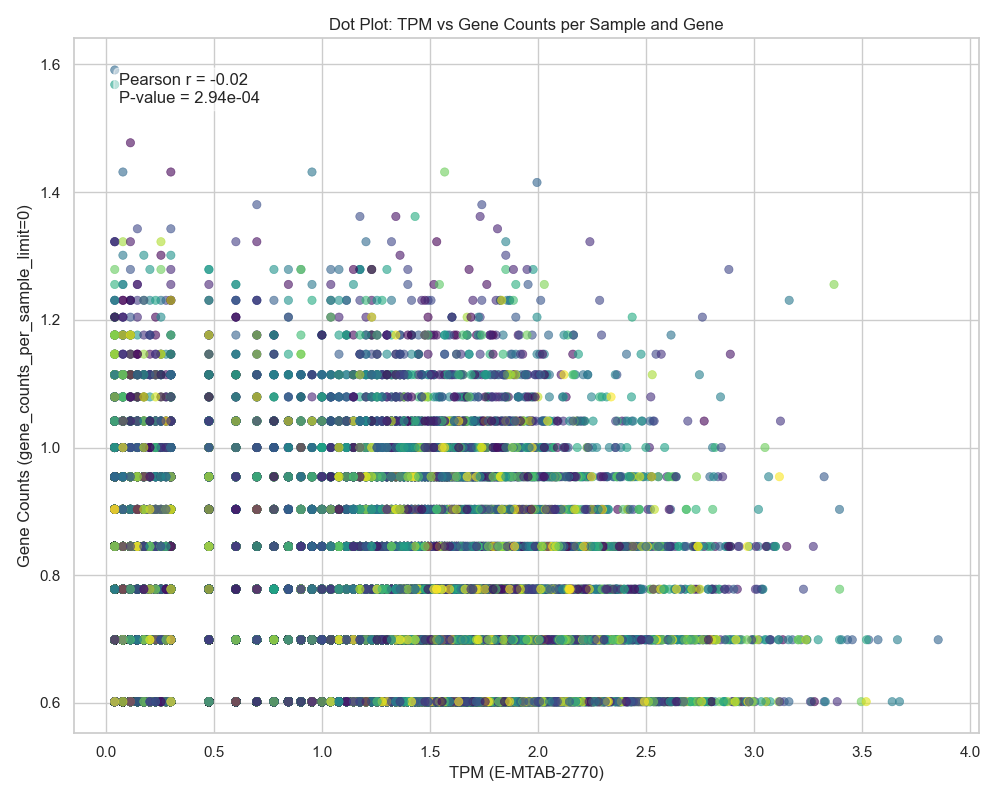 Dot Plot: TPM vs Gene Counts per Sample and Gene
Pearson r = -0.02
P-value = 2.94e-04
Gene Counts (gene_counts_per_sample_limit=0)
1.6
1.4
1.2
1.0
0.8
0.6
0.0 0.5 1.0 1.5 2.0 2.5 3.0 3.5 4.0
TPM (E-MTAB-2770)